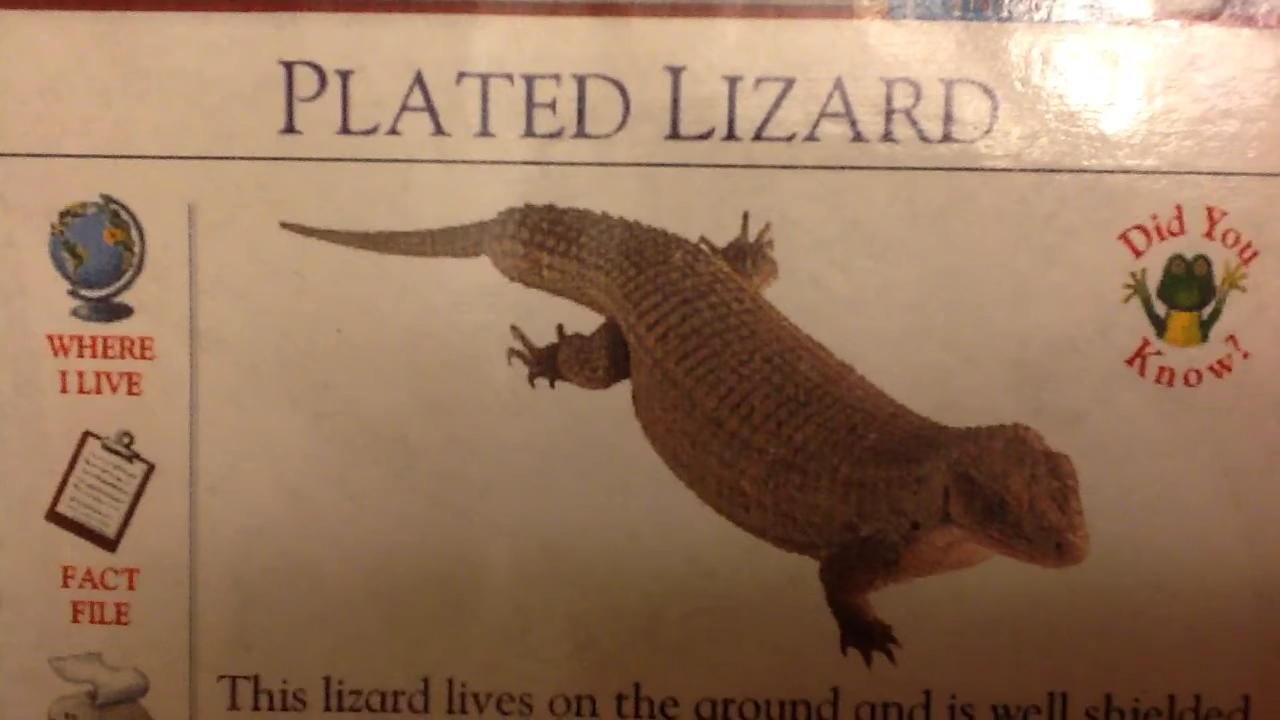 PLATED LIZARD
WHERE
I LIVE
FACT
FILE
Did You
Know?
This lizard lives on the ground and is well shielded